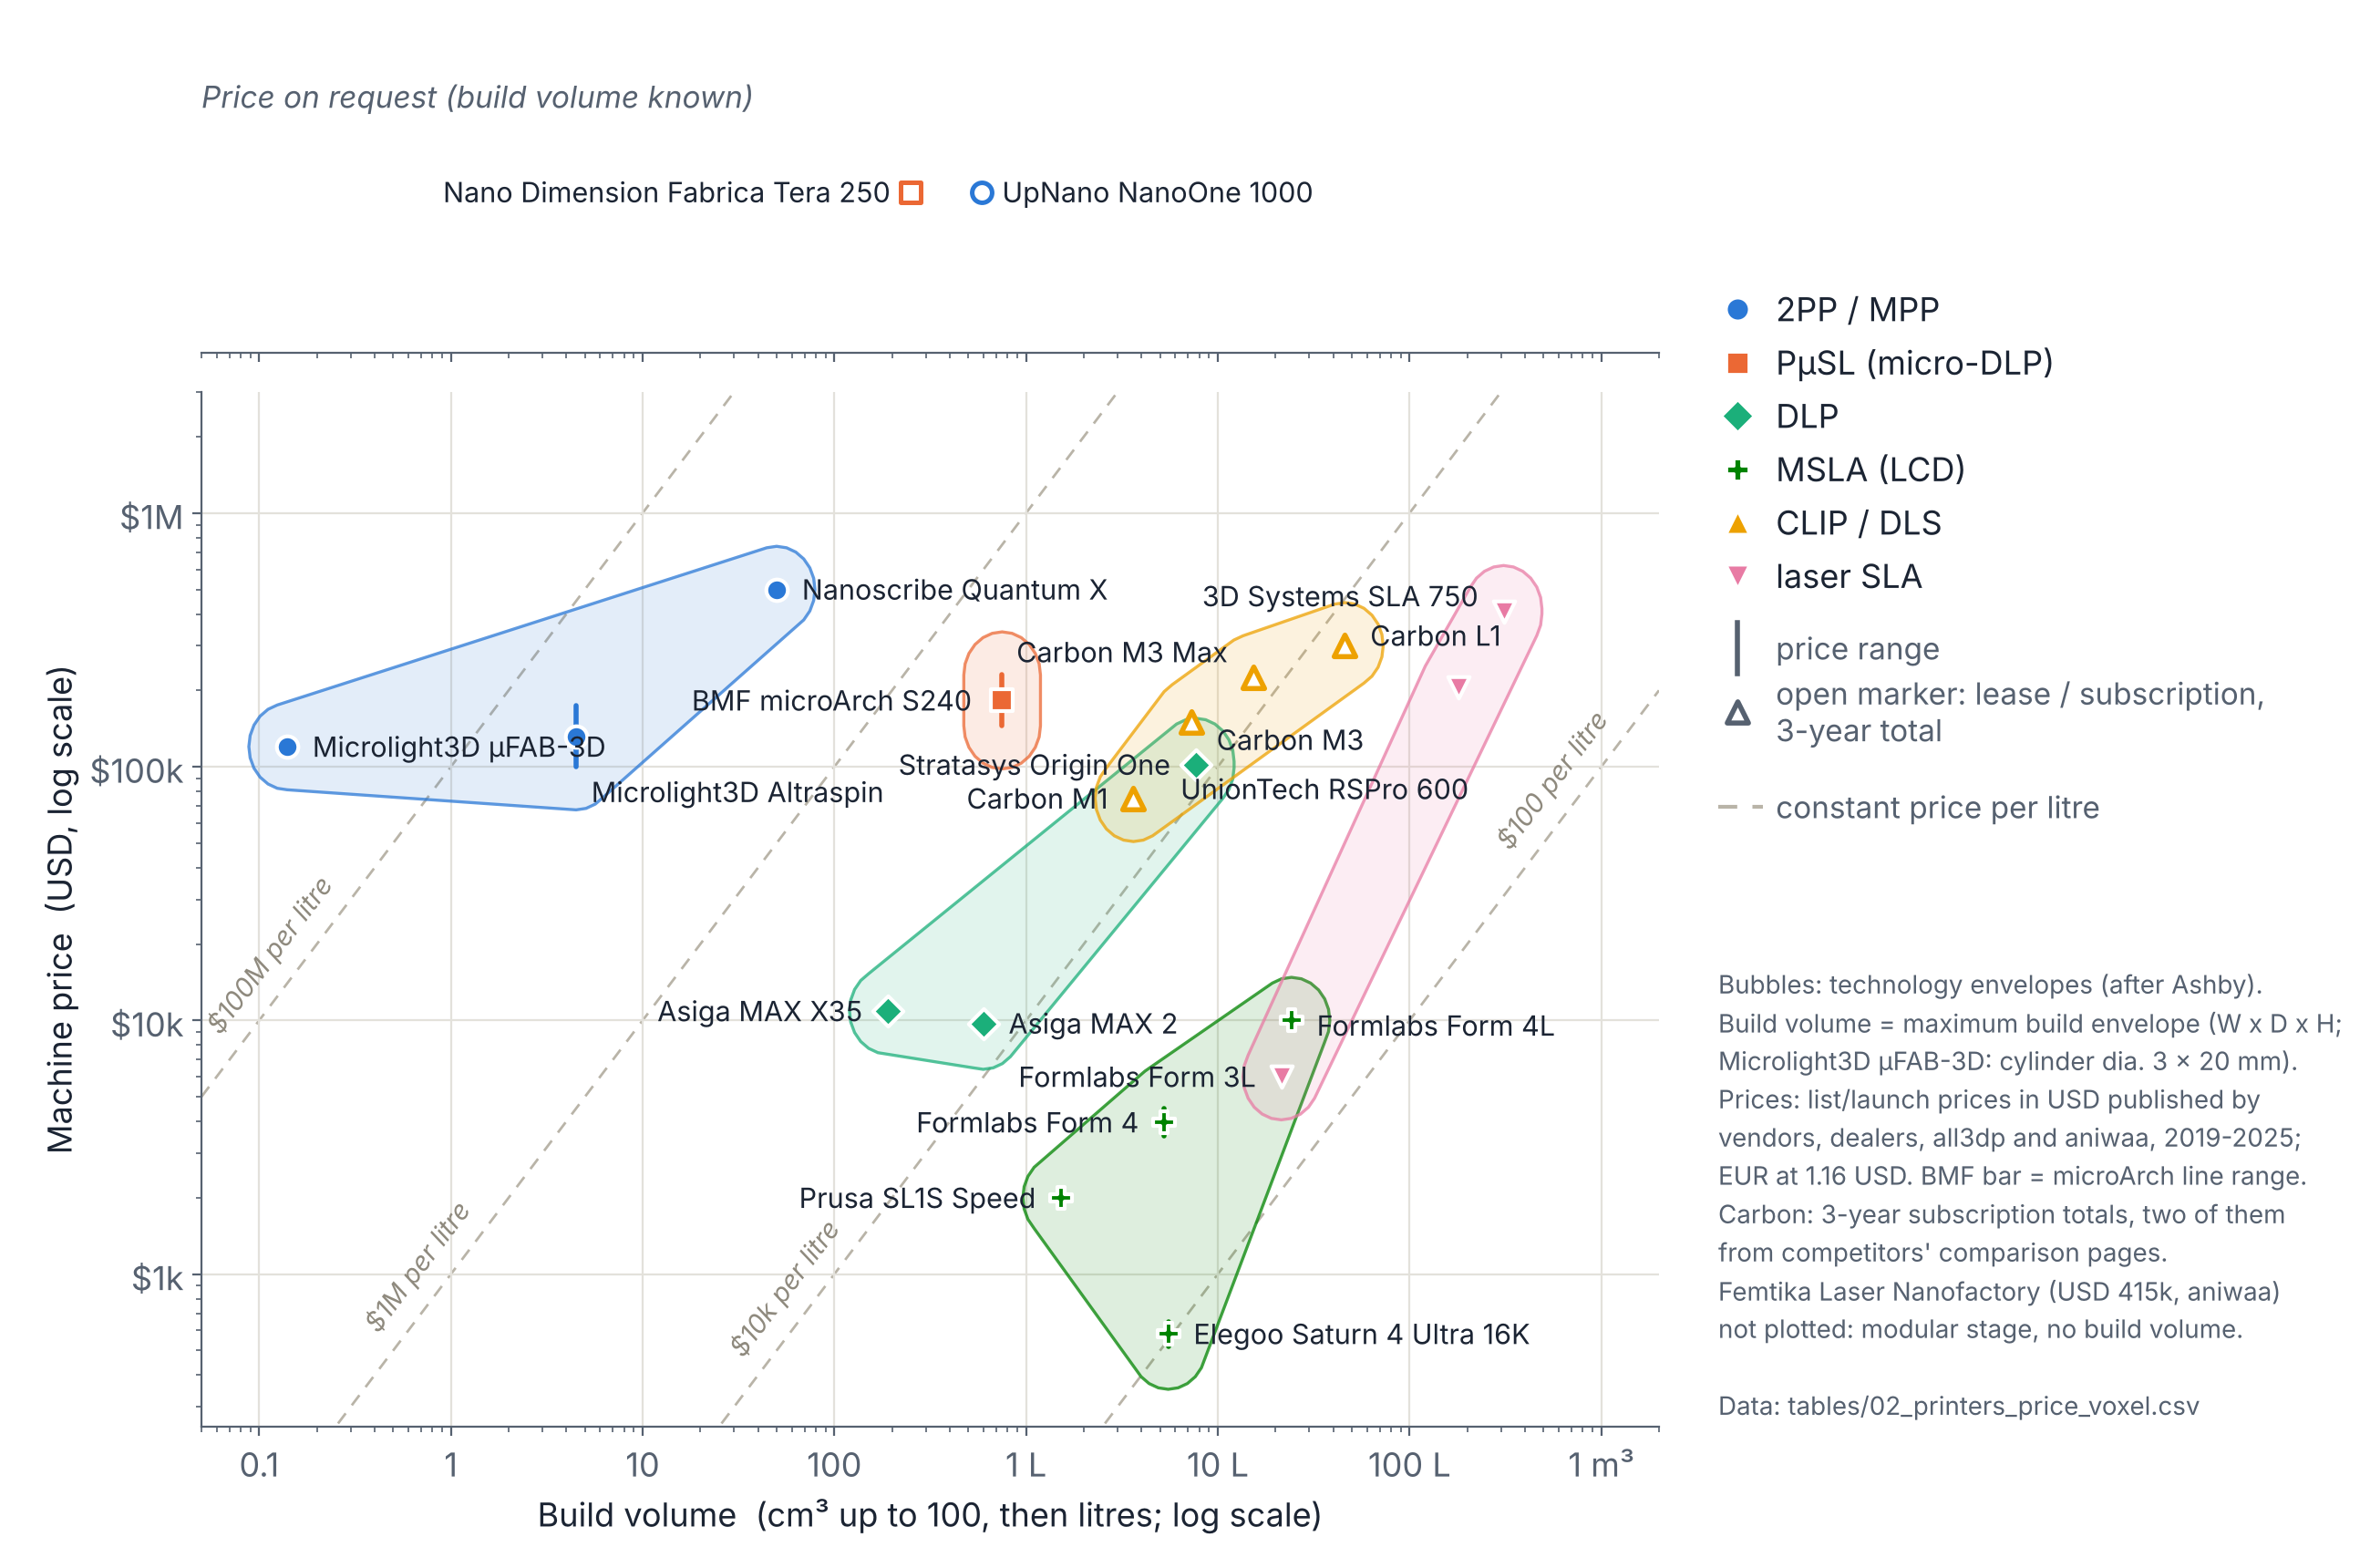 Price on request (build volume known)
Nano Dimension Fabrica Tera 250
UpNano NanoOne 1000
2PP / MPP
PµSL (micro-DLP)
DLP
MSLA (LCD)
CLIP / DLS
laser SLA
price range
open marker: lease / subscription,
3-year total
constant price per litre
Machine price (USD, log scale)
$1M
$100k
$10k
$1k
Nanoscribe Quantum X
3D Systems SLA 750
Carbon L1
Carbon M3 Max
BMF microArch S240
Microlight3D µFAB-3D
Carbon M3
Stratasys Origin One
UnionTech RSPro 600
Microlight3D Altraspin
Carbon M1
$100 per litre
$100M per litre
Asiga MAX X35
Asiga MAX 2
Formlabs Form 4L
Formlabs Form 3L
Formlabs Form 4
Prusa SL1S Speed
$1M per litre
$10k per litre
Elegoo Saturn 4 Ultra 16K
0.1
1
10
100
1 L
10 L
100 L
1 m³
Build volume (cm³ up to 100, then litres; log scale)
Bubbles: technology envelopes (after Ashby).
Build volume = maximum build envelope (W x D x H;
Microlight3D µFAB-3D: cylinder dia. 3 × 20 mm).
Prices: list/launch prices in USD published by
vendors, dealers, all3dp and aniwaa, 2019-2025;
EUR at 1.16 USD. BMF bar = microArch line range.
Carbon: 3-year subscription totals, two of them
from competitors' comparison pages.
Femtika Laser Nanofactory (USD 415k, aniwaa)
not plotted: modular stage, no build volume.
Data: tables/02_printers_price_voxel.csv